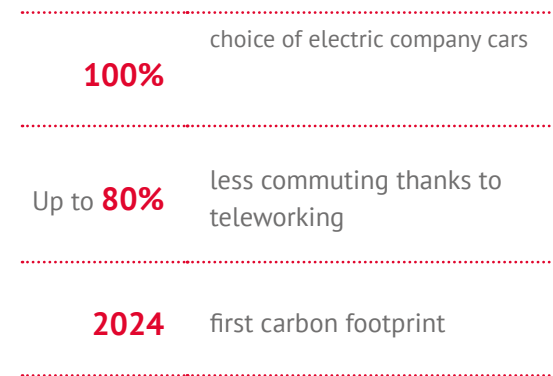 choice of electric company cars
100%
Up to 80%
less commuting thanks to
teleworking
2024
first carbon footprint